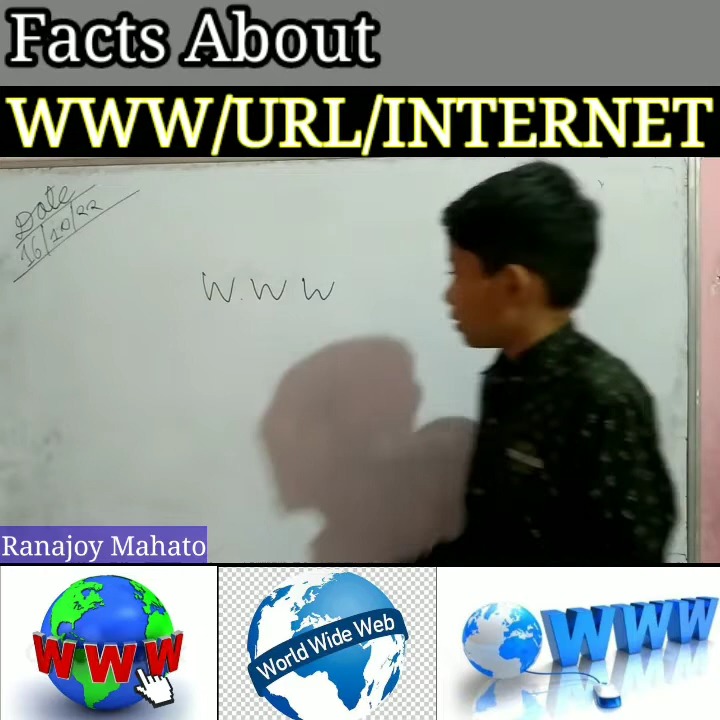 Facts About
WWW/URL/INTERNET
Date
16/10/22
W.W W
Ranajoy Mahato
WWW
World Wide Web
WWW